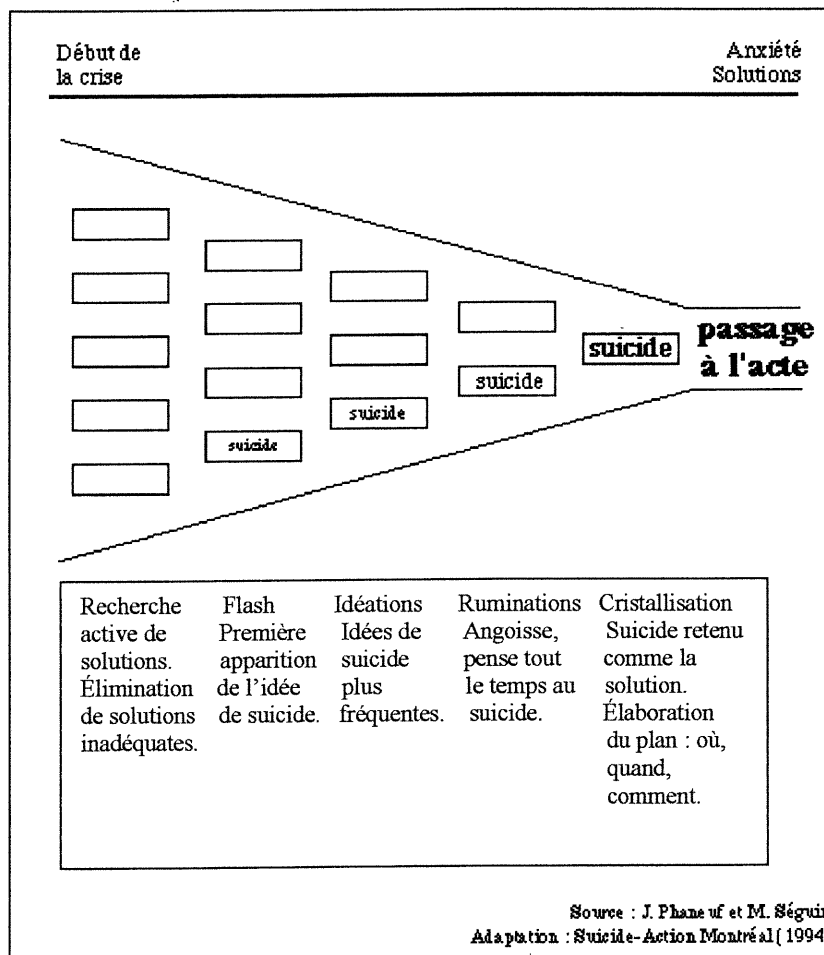 Début de
la crise
Anxiété
Solutions
suicide
suicide
suicide
suicide
passage
à l'acte
Recherche
active de
solutions.
Élimination
de solutions
inadéquates.
Flash
Première
apparition
de l'idée
de suicide.
Idéations
Idées de
suicide
plus
fréquentes.
Ruminations
Angoisse,
pense tout
le temps au
suicide.
Cristallisation
Suicide retenu
comme la
solution.
Élaboration
du plan : où,
quand,
comment.
Source : J. Phaneuf et M. Séguin
Adaptation : Suicide-Action Montréal ( 1994